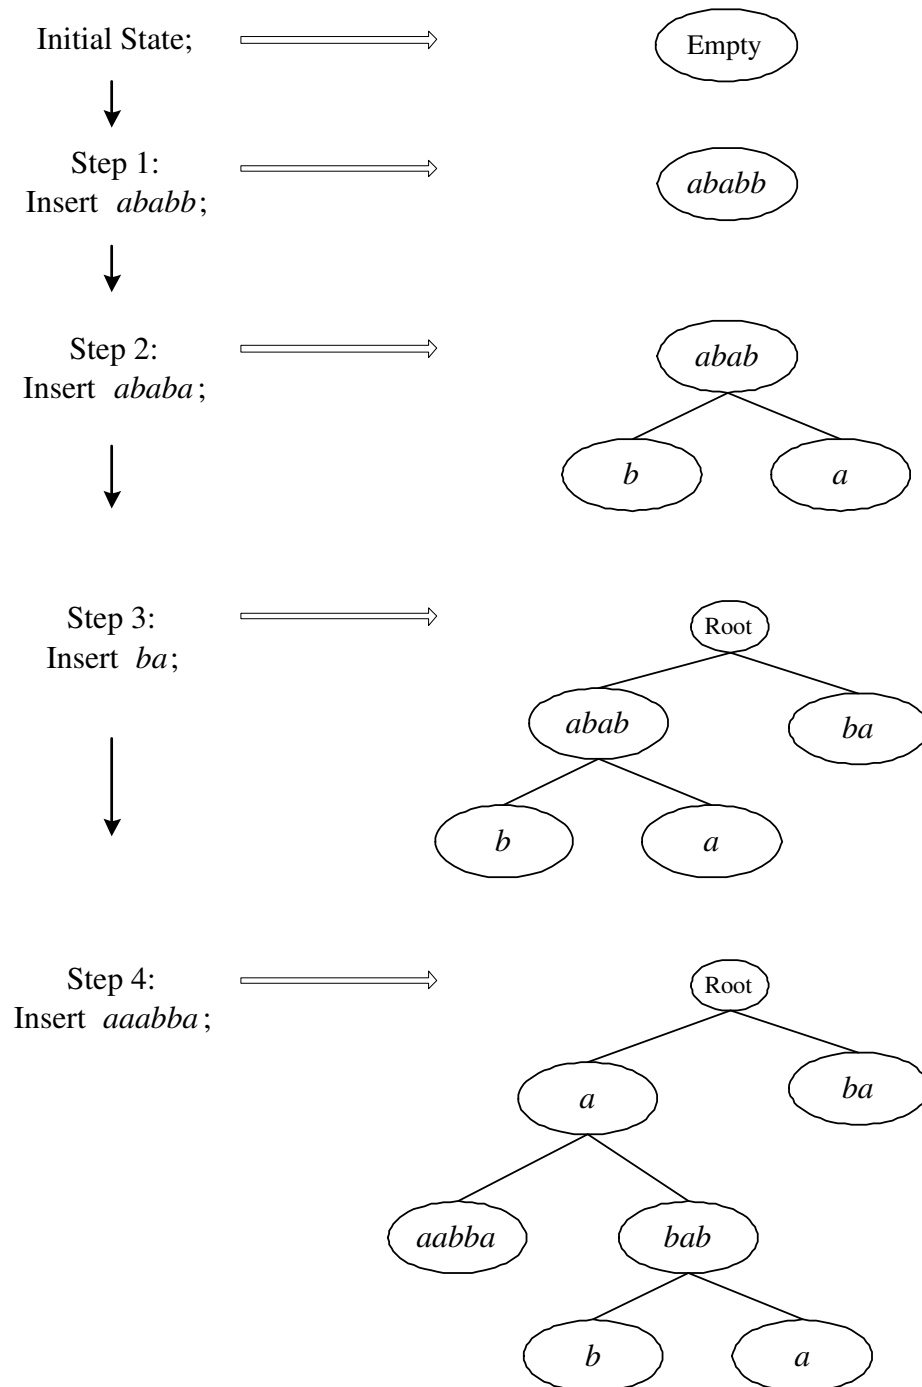 Initial State;
Empty
Step 1:
Insert ababb;
ababb
Step 2:
Insert ababa;
abab
b
a
Step 3:
Insert ba;
Root
abab
ba
b
a
Step 4:
Insert aaabba;
Root
a
ba
aabba
bab
b
a